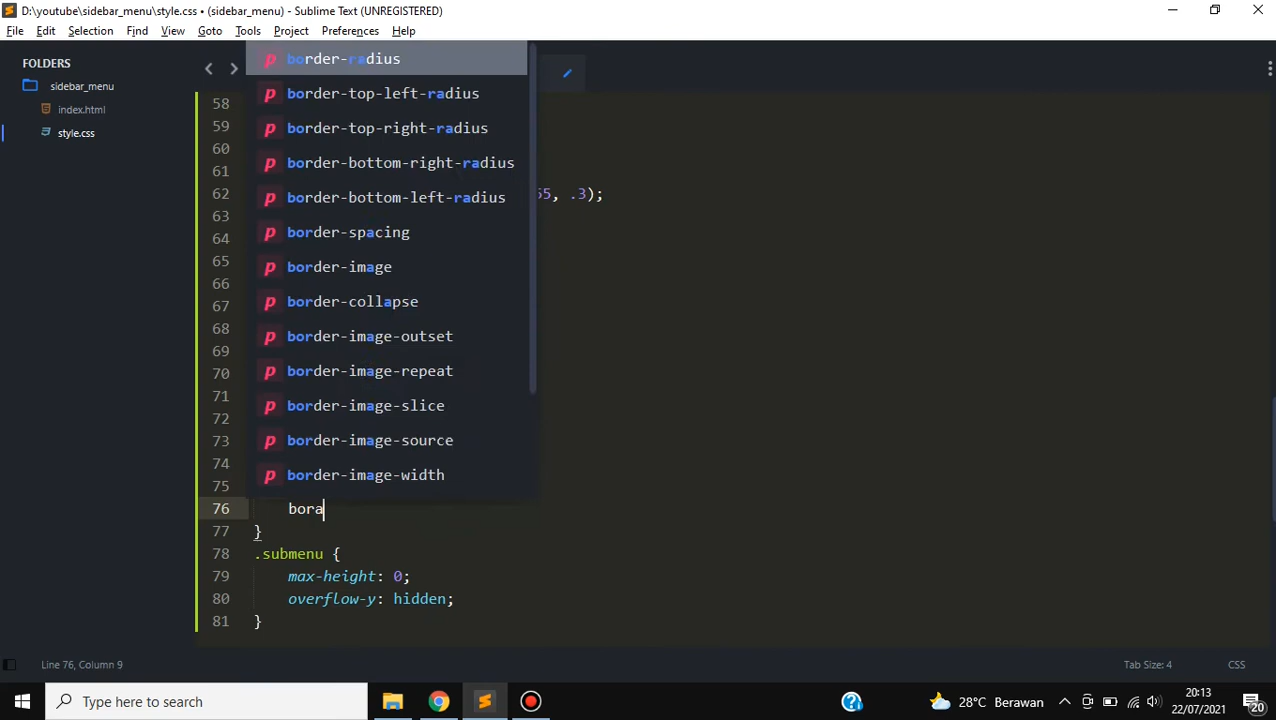 D:\youtube\sidebar_menu\style.css • (sidebar_menu) - Sublime Text (UNREGISTERED)
File Edit Selection Find View Goto Tools Project Preferences Help
FOLDERS
sidebar_menu
index.html
style.css
p border-radius
p border-top-left-radius
p border-top-right-radius
p border-bottom-right-radius
p border-bottom-left-radius
p border-spacing
p border-image
p border-collapse
p border-image-outset
p border-image-repeat
p border-image-slice
p border-image-source
p border-image-width
58
59
60
61
62 55, .3);
63
64
65
66
67
68
69
70
71
72
73
74
75
76 bora
77 }
78 .submenu {
79 max-height: 0;
80 overflow-y: hidden;
81 }
Line 76, Column 9
Tab Size: 4
CSS
Type here to search
28°C Berawan
20:13
22/07/2021
20